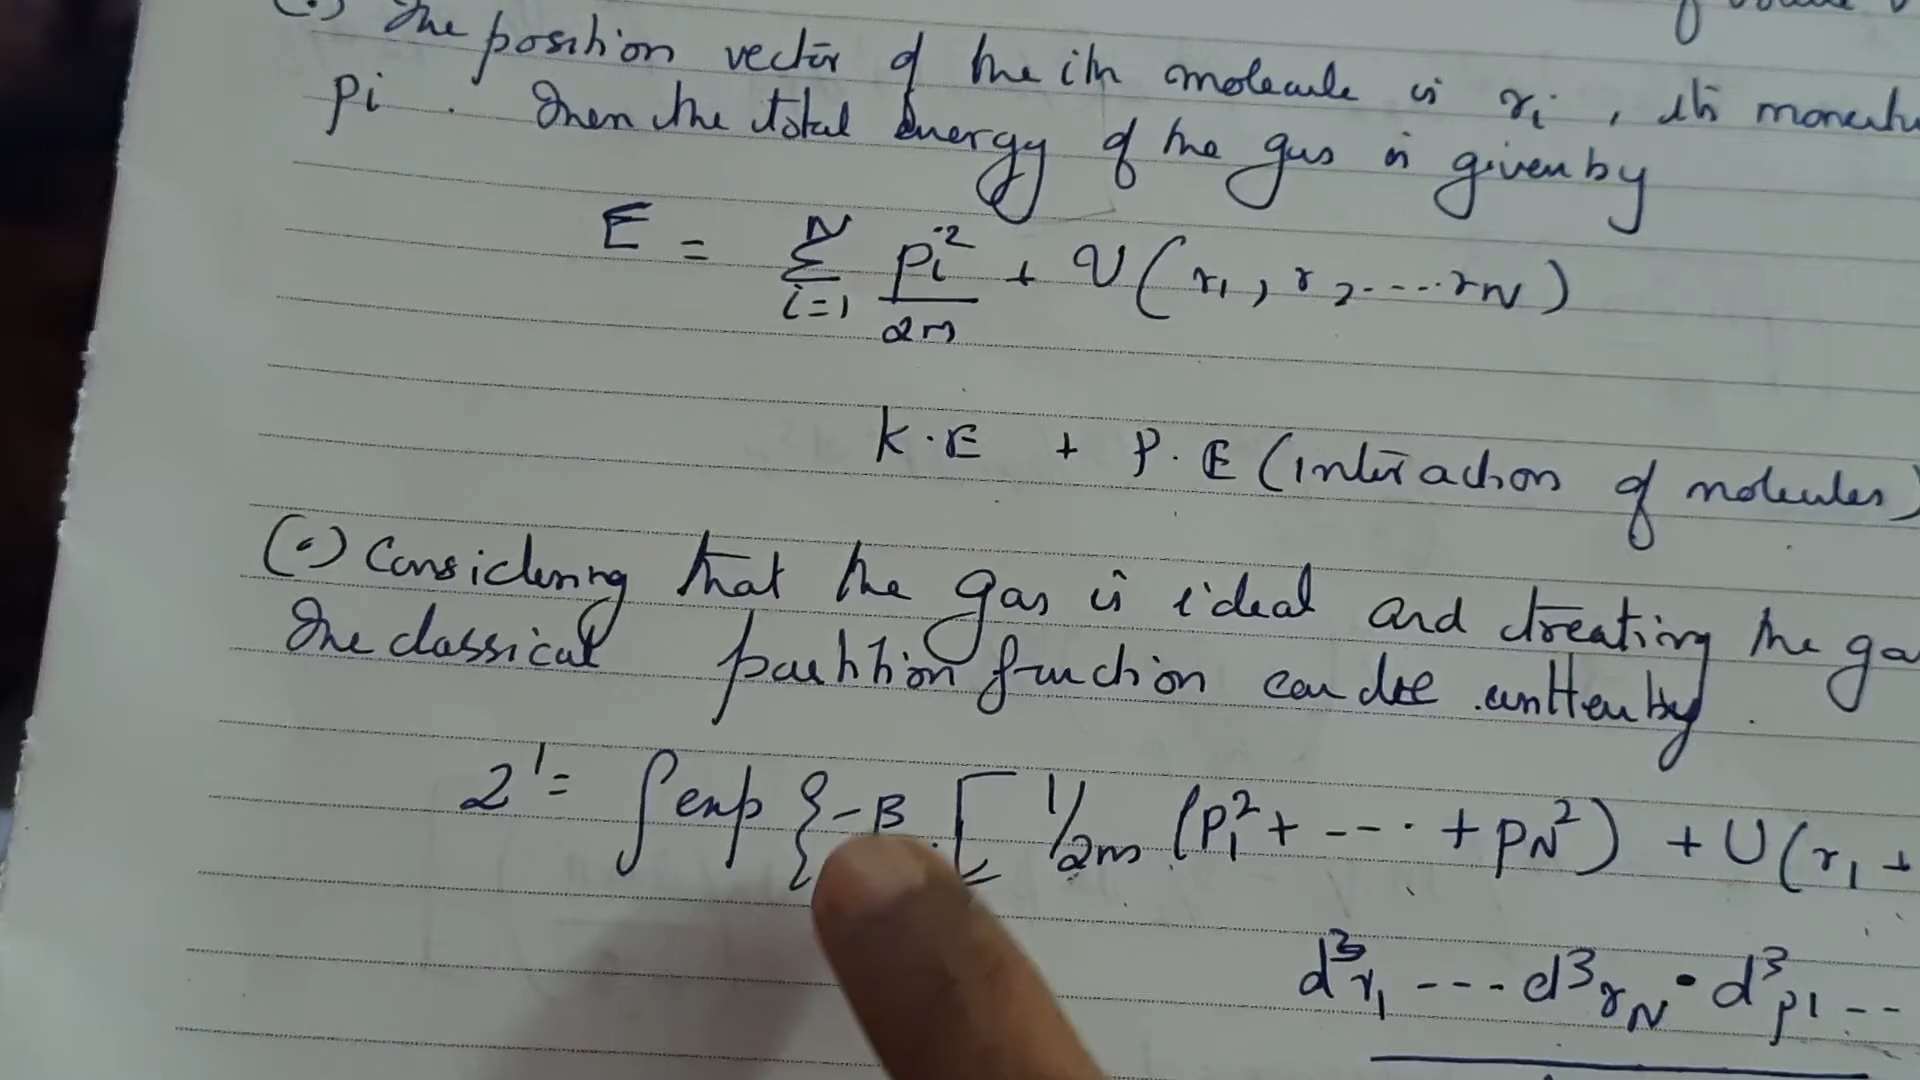 (.) The position vector of the ith molecule is ri, its
pi. Then the total Energy of the gas is given by
E = Σ_{i=1}^{N} pi²/2m + U(r1, r2, .... rN)
K.E + P.E (interaction of molecules)
(.) Considering that the gas is ideal and treating the
The classical partition function can be written by.
Z' = ∫ exp { -β [ 1/2m (P1² + --- + PN²) + U(r1 +
d³r1 --- d³rN . d³p1 --